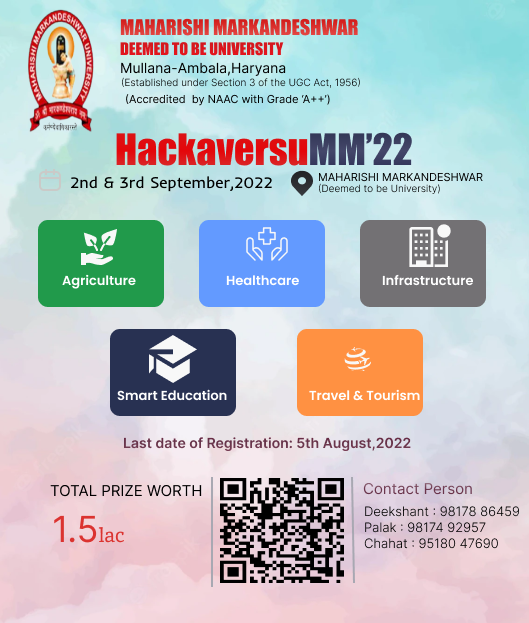 MAHARISHI MARKANDESHWAR
DEEMED TO BE UNIVERSITY
Mullana-Ambala,Haryana
(Established under Section 3 of the UGC Act, 1956)
(Accredited by NAAC with Grade ‘A++’)
MAHARISHI MARKANDESHWAR UNIVERSITY
HackaversuMM’22
2nd & 3rd September,2022
MAHARISHI MARKANDESHWAR
(Deemed to be University)
Agriculture
Healthcare
Infrastructure
Smart Education
Travel & Tourism
Last date of Registration: 5th August,2022
TOTAL PRIZE WORTH
1.5lac
Contact Person
Deekshant : 98178 86459
Palak : 98174 92957
Chahat : 95180 47690